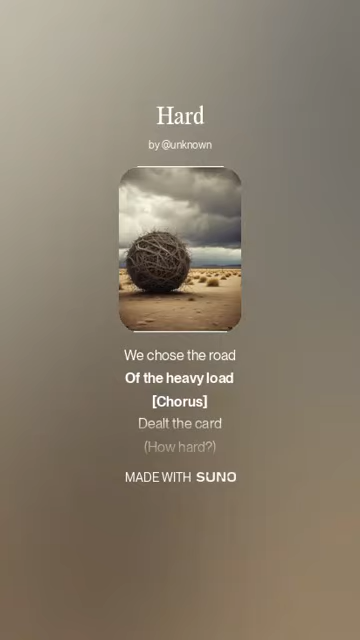 Hard
by @unknown
We chose the road
Of the heavy load
[Chorus]
Dealt the card
(How hard?)
MADE WITH SUNO